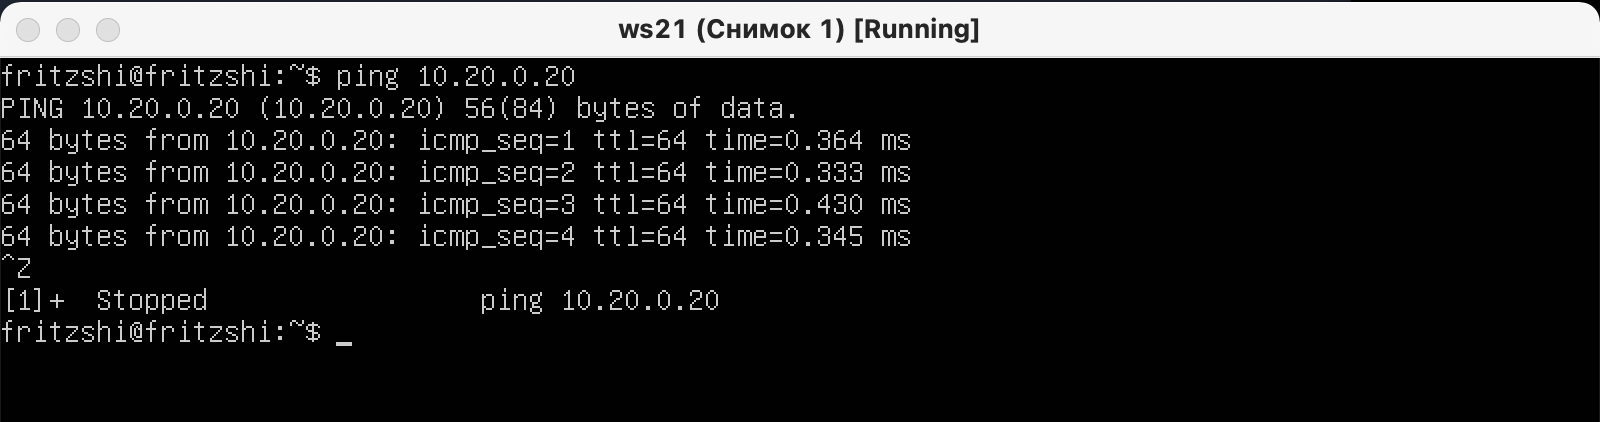 ws21 (Снимок 1) [Running]
fritzshi@fritzshi:~$ ping 10.20.0.20
PING 10.20.0.20 (10.20.0.20) 56(84) bytes of data.
64 bytes from 10.20.0.20: icmp_seq=1 ttl=64 time=0.364 ms
64 bytes from 10.20.0.20: icmp_seq=2 ttl=64 time=0.333 ms
64 bytes from 10.20.0.20: icmp_seq=3 ttl=64 time=0.430 ms
64 bytes from 10.20.0.20: icmp_seq=4 ttl=64 time=0.345 ms
^Z
[1]+  Stopped                 ping 10.20.0.20
fritzshi@fritzshi:~$ _